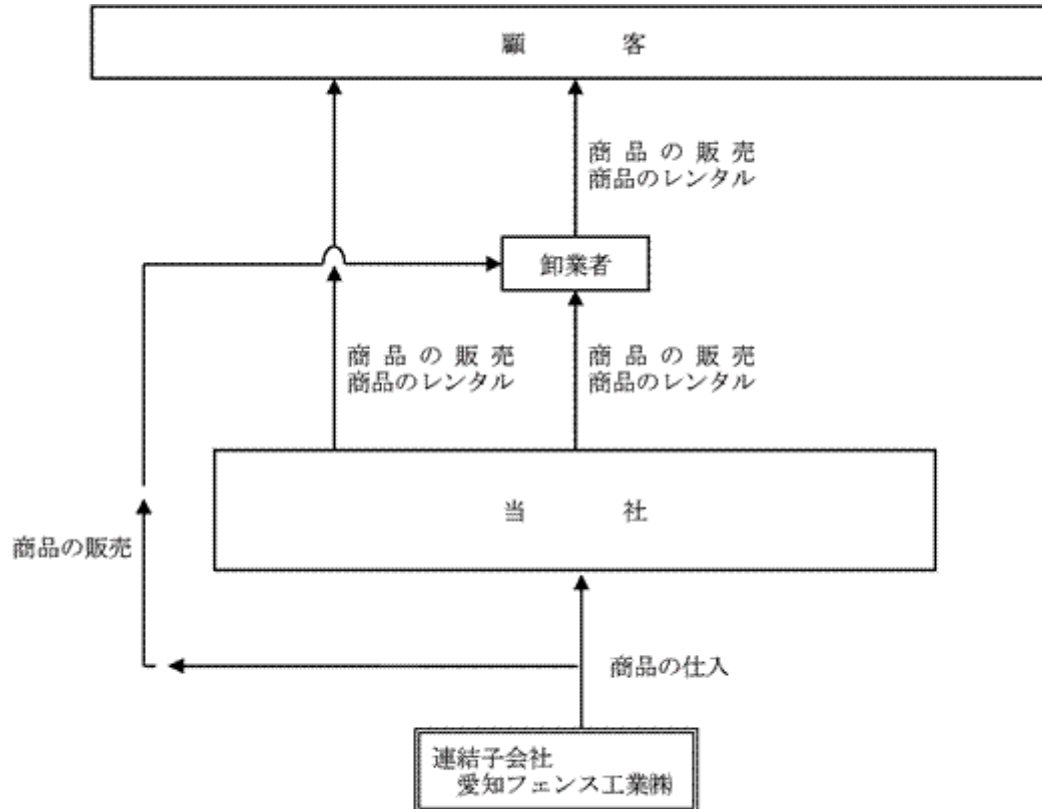 顧客
商品の販売
商品のレンタル
卸業者
商品の販売
商品のレンタル
商品の販売
商品のレンタル
当社
商品の販売
商品の仕入
連結子会社
愛知フェンス工業㈱